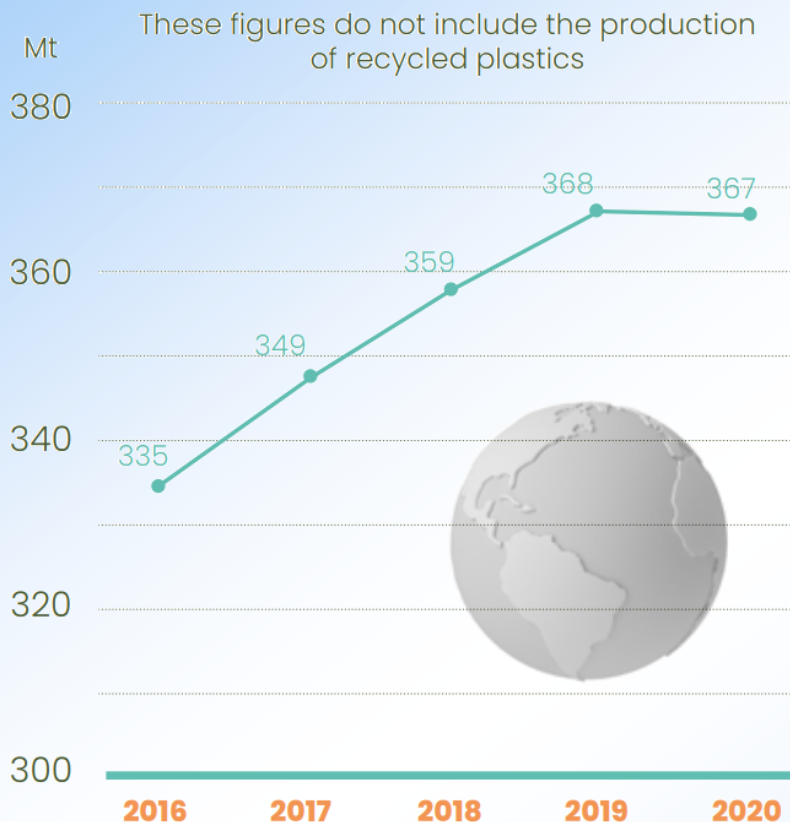 These figures do not include the production
of recycled plastics
Mt
380
368
367
360
359
349
340
335
320
300
2016 2017 2018 2019 2020